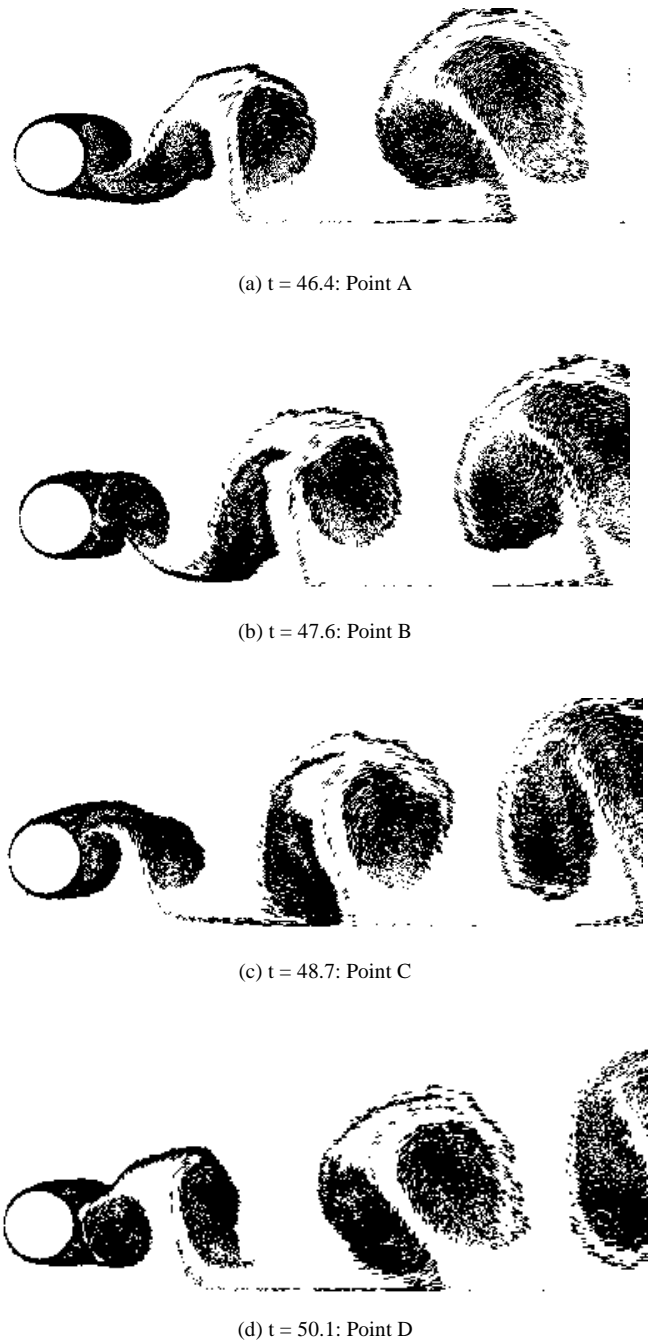 (a) t = 46.4: Point A
(b) t = 47.6: Point B
(c) t = 48.7: Point C
(d) t = 50.1: Point D